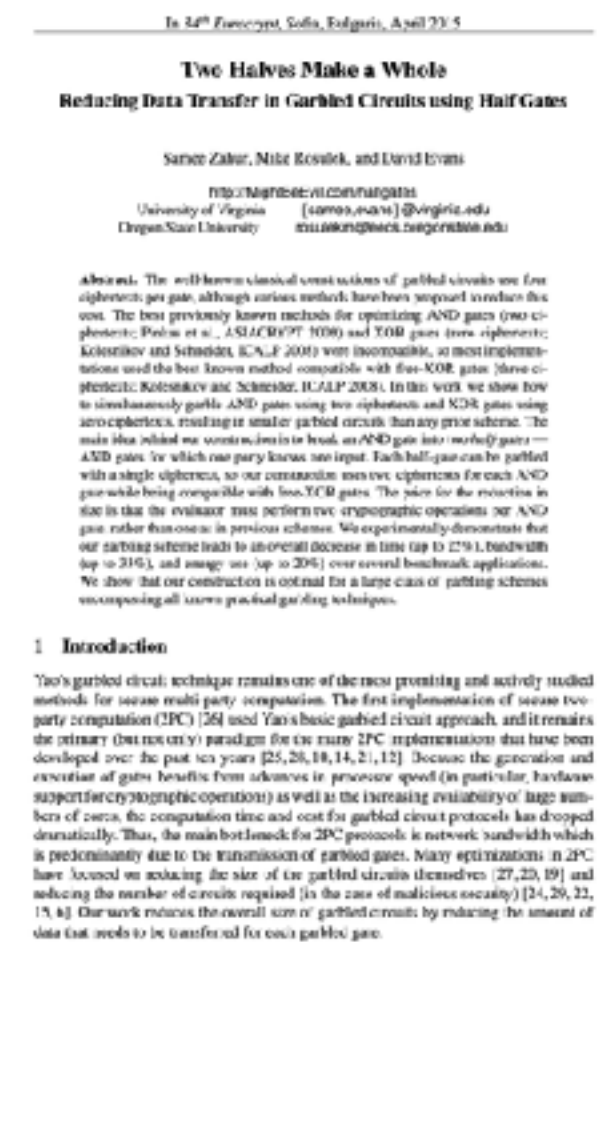 In 34th Eurocrypt, Sofia, Bulgaria, April 2015
Two Halves Make a Whole
Reducing Data Transfer in Garbled Circuits using Half Gates
Samee Zahur, Mike Rosulek, and David Evans
University of Virginia [samee,evans]@virginia.edu
Oregon State University
Abstract. The well-known classical constructions of garbled circuits use four
ciphertexts per gate, although various methods have been proposed to reduce this
cost. The best previously known methods for optimizing AND gates (two ci-
phertexts; Pinkas et al., ASIACRYPT 2009) and XOR gates (zero ciphertexts;
Kolesnikov and Schneider, ICALP 2008) were incompatible, so most implemen-
tations used the best known method compatible with free-XOR gates (three ci-
phertexts; Kolesnikov and Schneider, ICALP 2008). In this work we show how
to simultaneously garble AND gates using two ciphertexts and XOR gates using
zero ciphertexts, resulting in smaller garbled circuits than any prior scheme. The
main idea behind our construction is to break an AND gate into two half-gates —
AND gates for which one party knows one input. Each half-gate can be garbled
with a single ciphertext, so our construction uses two ciphertexts for each AND
gate while being compatible with free-XOR gates. The price for the reduction in
size is that the evaluator must perform two cryptographic operations per AND
gate, rather than one as in previous schemes. We experimentally demonstrate that
our garbling scheme leads to an overall decrease in time (up to 25%), bandwidth
(up to 33%), and energy use (up to 20%) over several benchmark applications.
We show that our construction is optimal for a large class of garbling schemes
encompassing all known practical garbling techniques.
1 Introduction
Yao's garbled circuit technique remains one of the most promising and actively studied
methods for secure multi-party computation. The first implementation of secure two-
party computation (2PC) [26] used Yao's basic garbled circuit approach, and it remains
the primary (but not only) paradigm for the many 2PC implementations that have been
developed over the past ten years [25, 28, 18, 14, 21, 12]. Because the generation and
execution of gates benefits from advances in processor speed (in particular, hardware
support for cryptographic operations) as well as the increasing availability of large num-
bers of cores, the computation time and cost for garbled circuit protocols has dropped
dramatically. Thus, the main bottleneck for 2PC protocols is network bandwidth which
is predominantly due to the transmission of garbled gates. Many optimizations in 2PC
have focused on reducing the size of the garbled circuits themselves [27, 20, 19] and
reducing the number of circuits required (in the case of malicious security) [24, 29, 22,
Our work reduces the overall size of garbled circuits by reducing the amount of
data that needs to be transferred for each garbled gate.